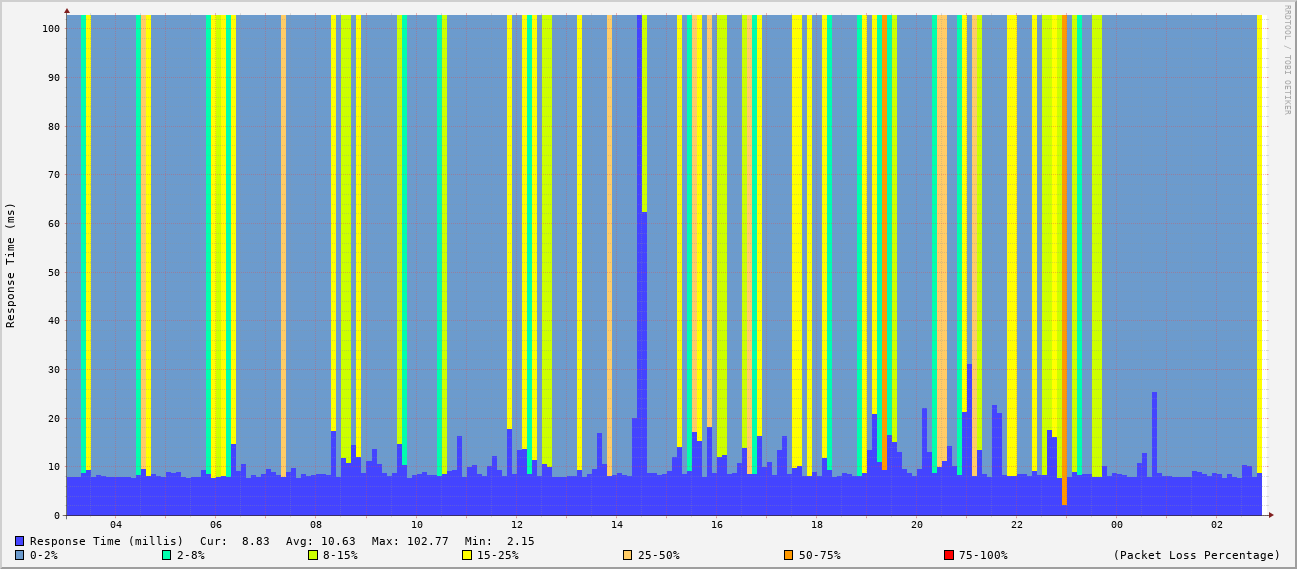 RRDTOOL / TOBI OETIKER
Response Time (ms)
100
90
80
70
60
50
40
30
20
10
0
04 06 08 10 12 14 16 18 20 22 00 02
Response Time (millis) Cur: 8.83 Avg: 10.63 Max: 102.77 Min: 2.15
0-2% 2-8% 8-15% 15-25% 25-50% 50-75% 75-100% (Packet Loss Percentage)